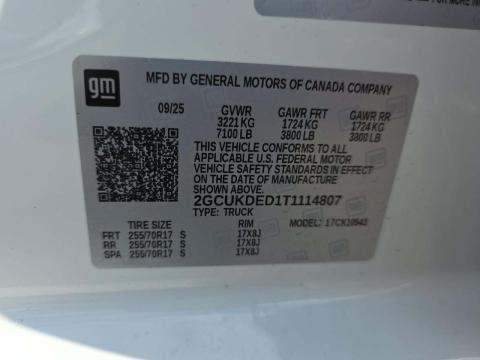 gm
MFD BY GENERAL MOTORS OF CANADA COMPANY
09/25 GVWR GAWR FRT GAWR RR
3221 KG 1724 KG 1724 KG
7100 LB 3800 LB 3800 LB
THIS VEHICLE CONFORMS TO ALL
APPLICABLE U.S. FEDERAL MOTOR
VEHICLE SAFETY STANDARDS IN EFFECT
ON THE DATE OF MANUFACTURE
SHOWN ABOVE.
2GCUKDED1T1114807
TYPE: TRUCK MODEL: 17CK10543
TIRE SIZE RIM
FRT 255/70R17 S 17X8J
RR 255/70R17 S 17X8J
SPA 255/70R17 S 17X8J